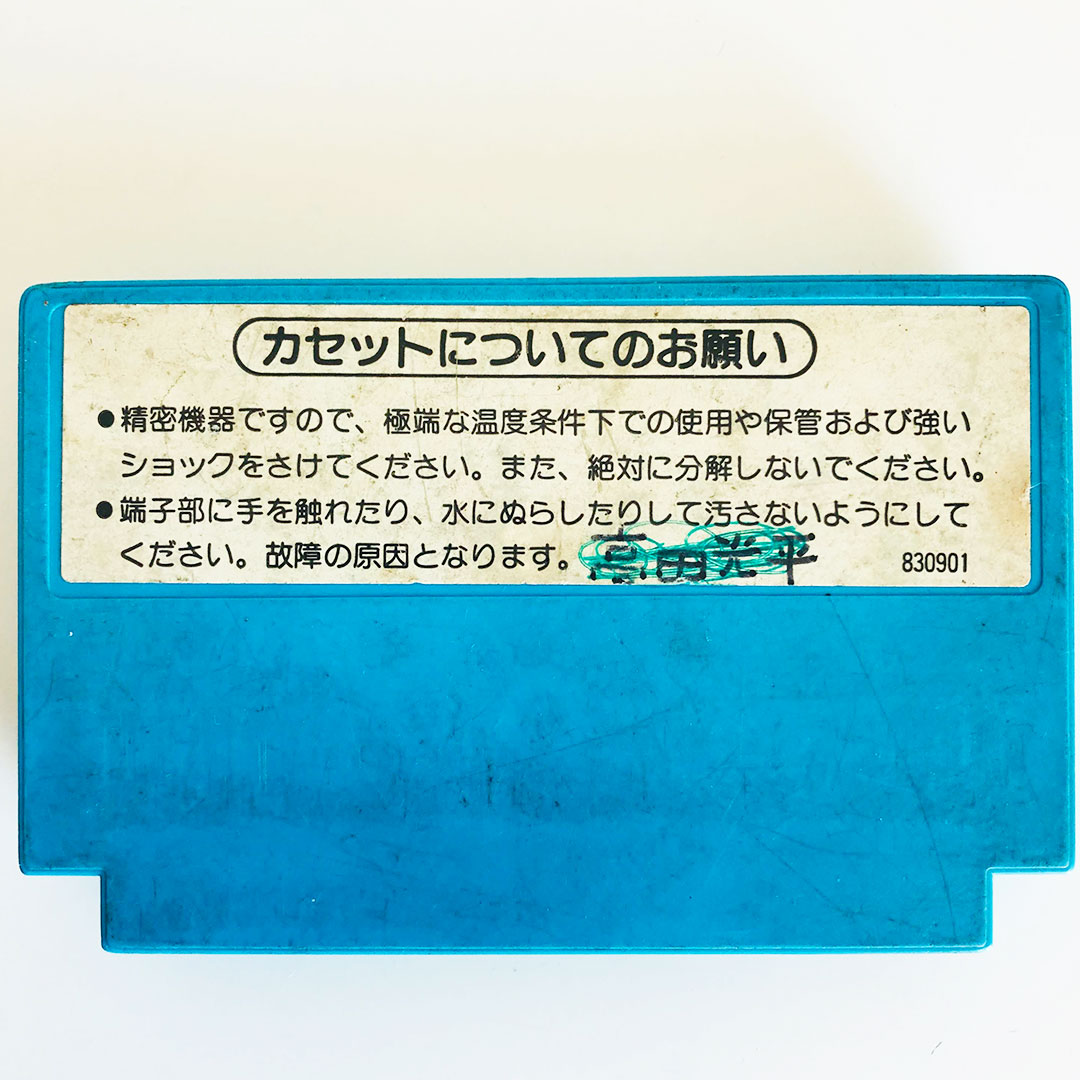 カセットについてのお願い
●精密機器ですので、極端な温度条件下での使用や保管および強い
ショックをさけてください。また、絶対に分解しないでください。
●端子部に手を触れたり、水にぬらしたりして汚さないようにして
ください。故障の原因となります。 田光平 830901